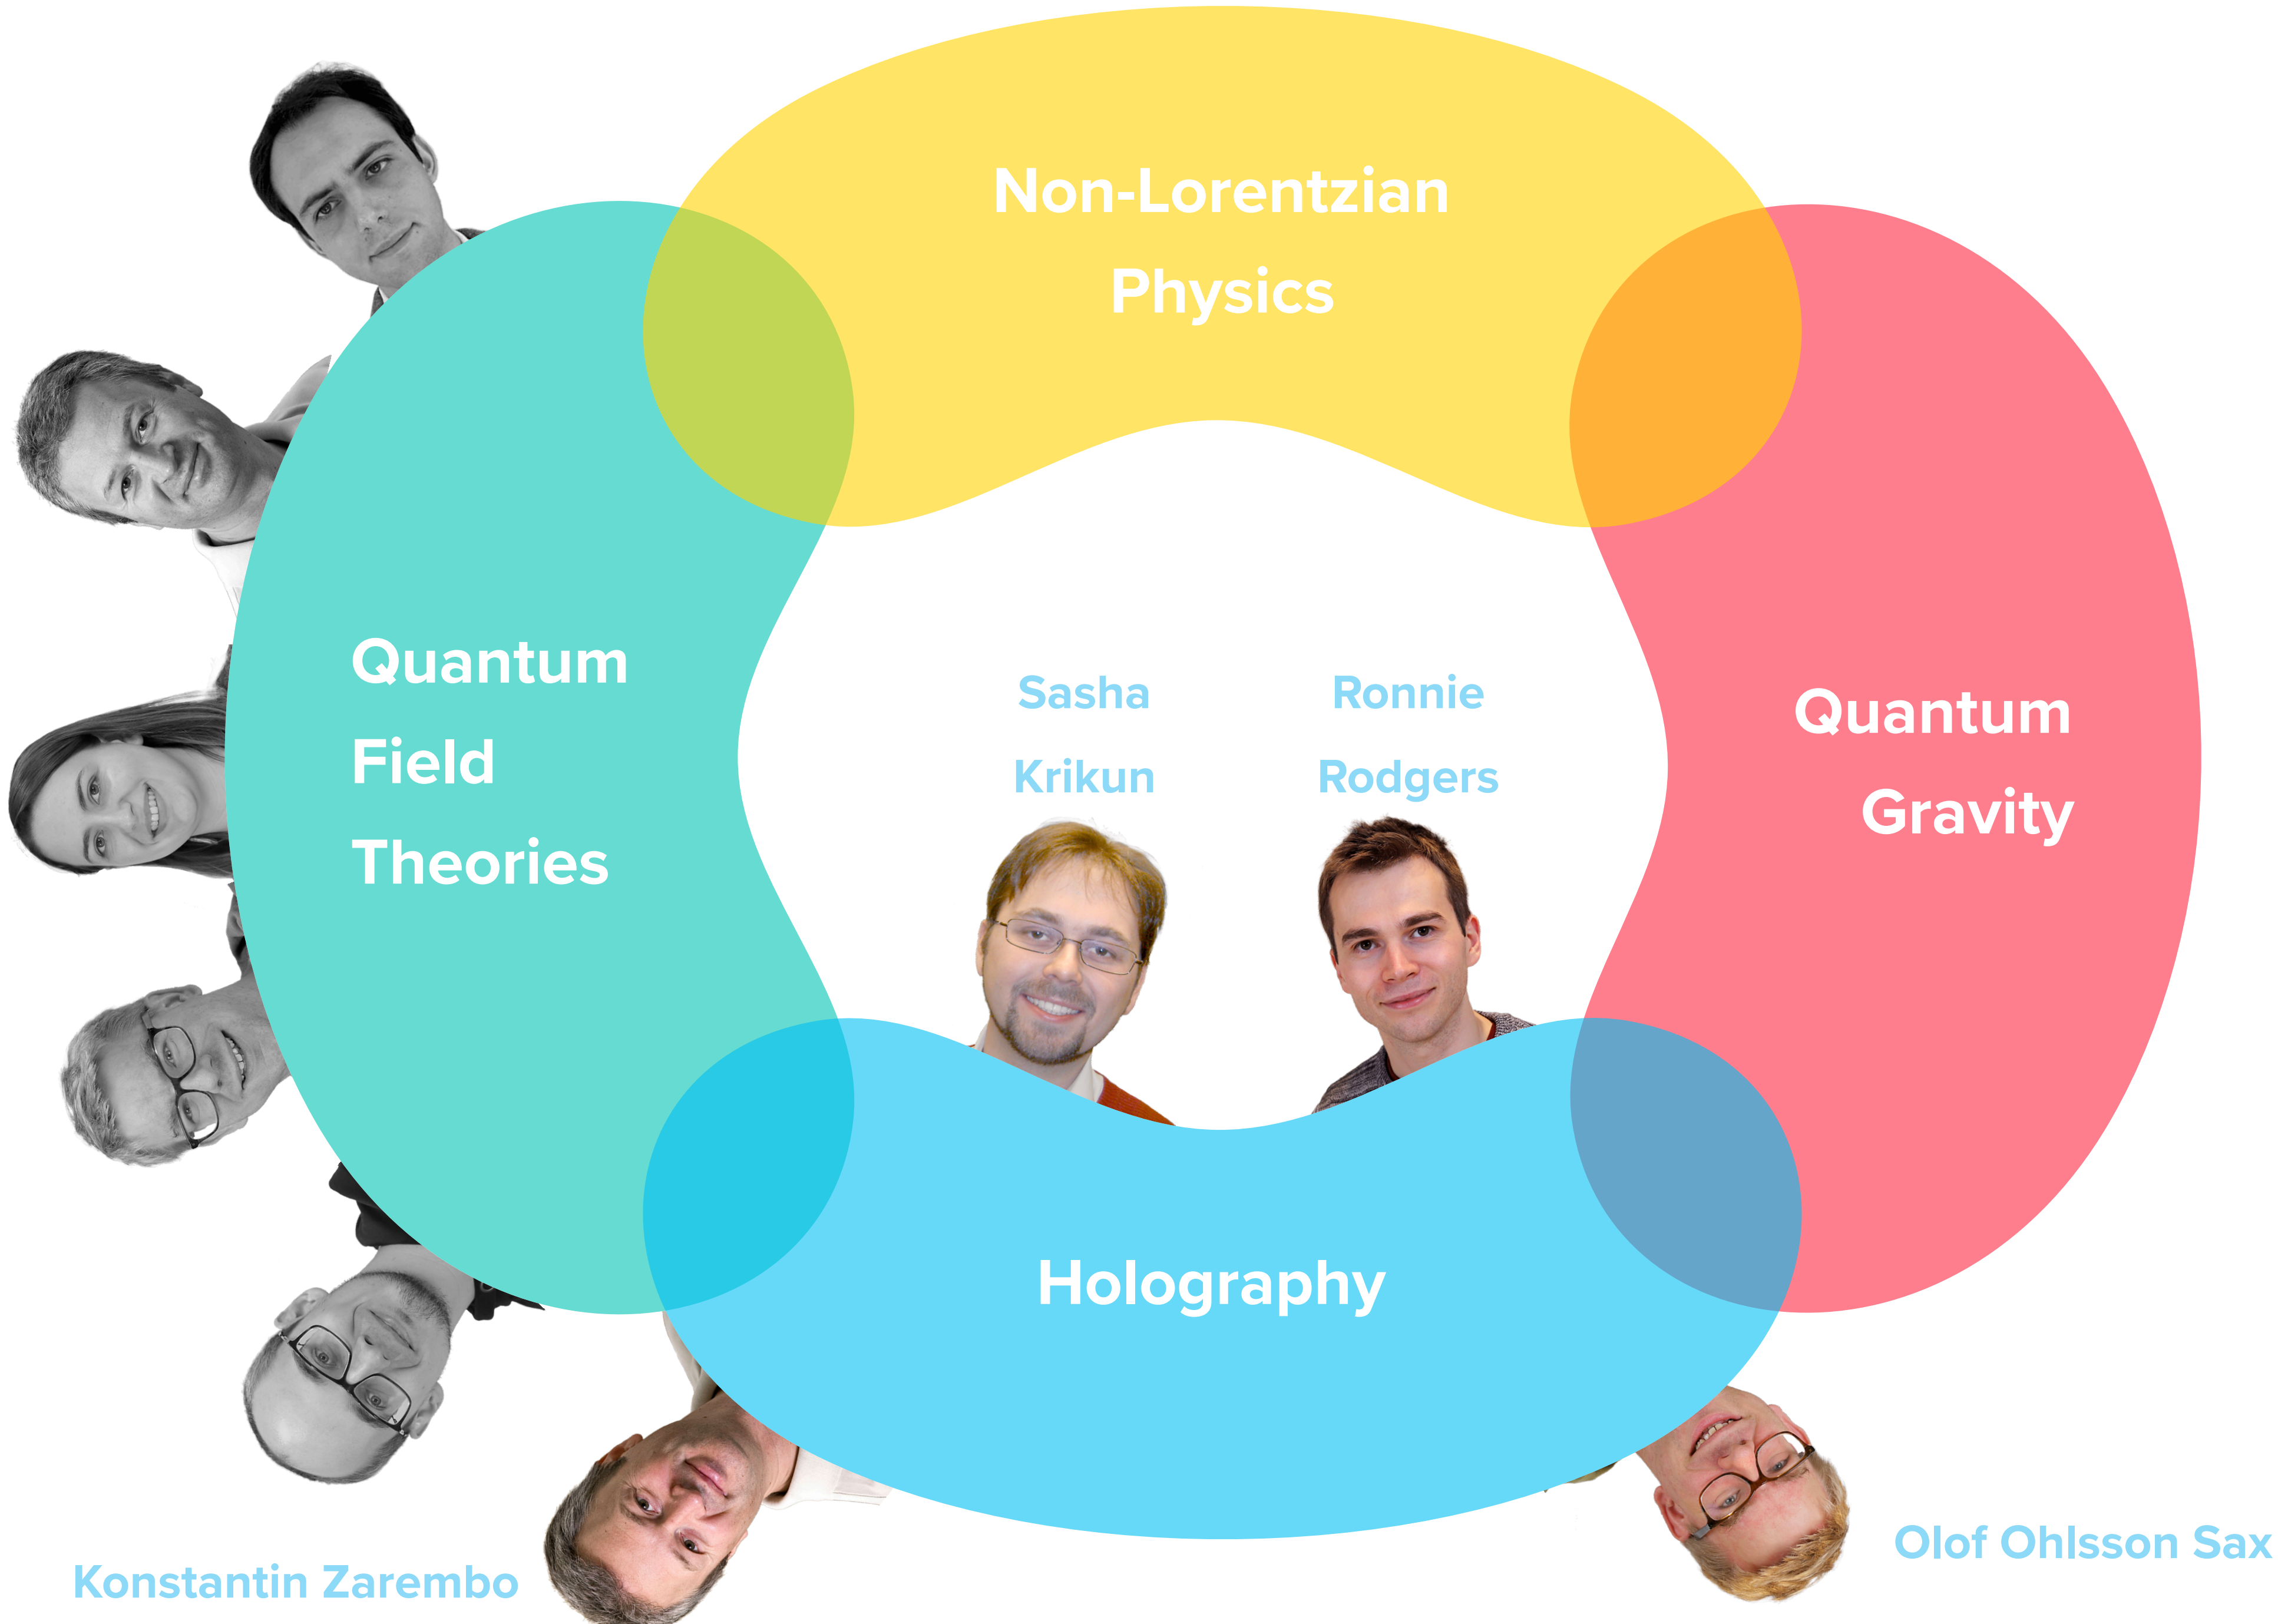 Non-Lorentzian
Physics
Quantum
Field
Theories
Sasha
Krikun
Ronnie
Rodgers
Quantum
Gravity
Holography
Konstantin Zarembo
Olof Ohlsson Sax